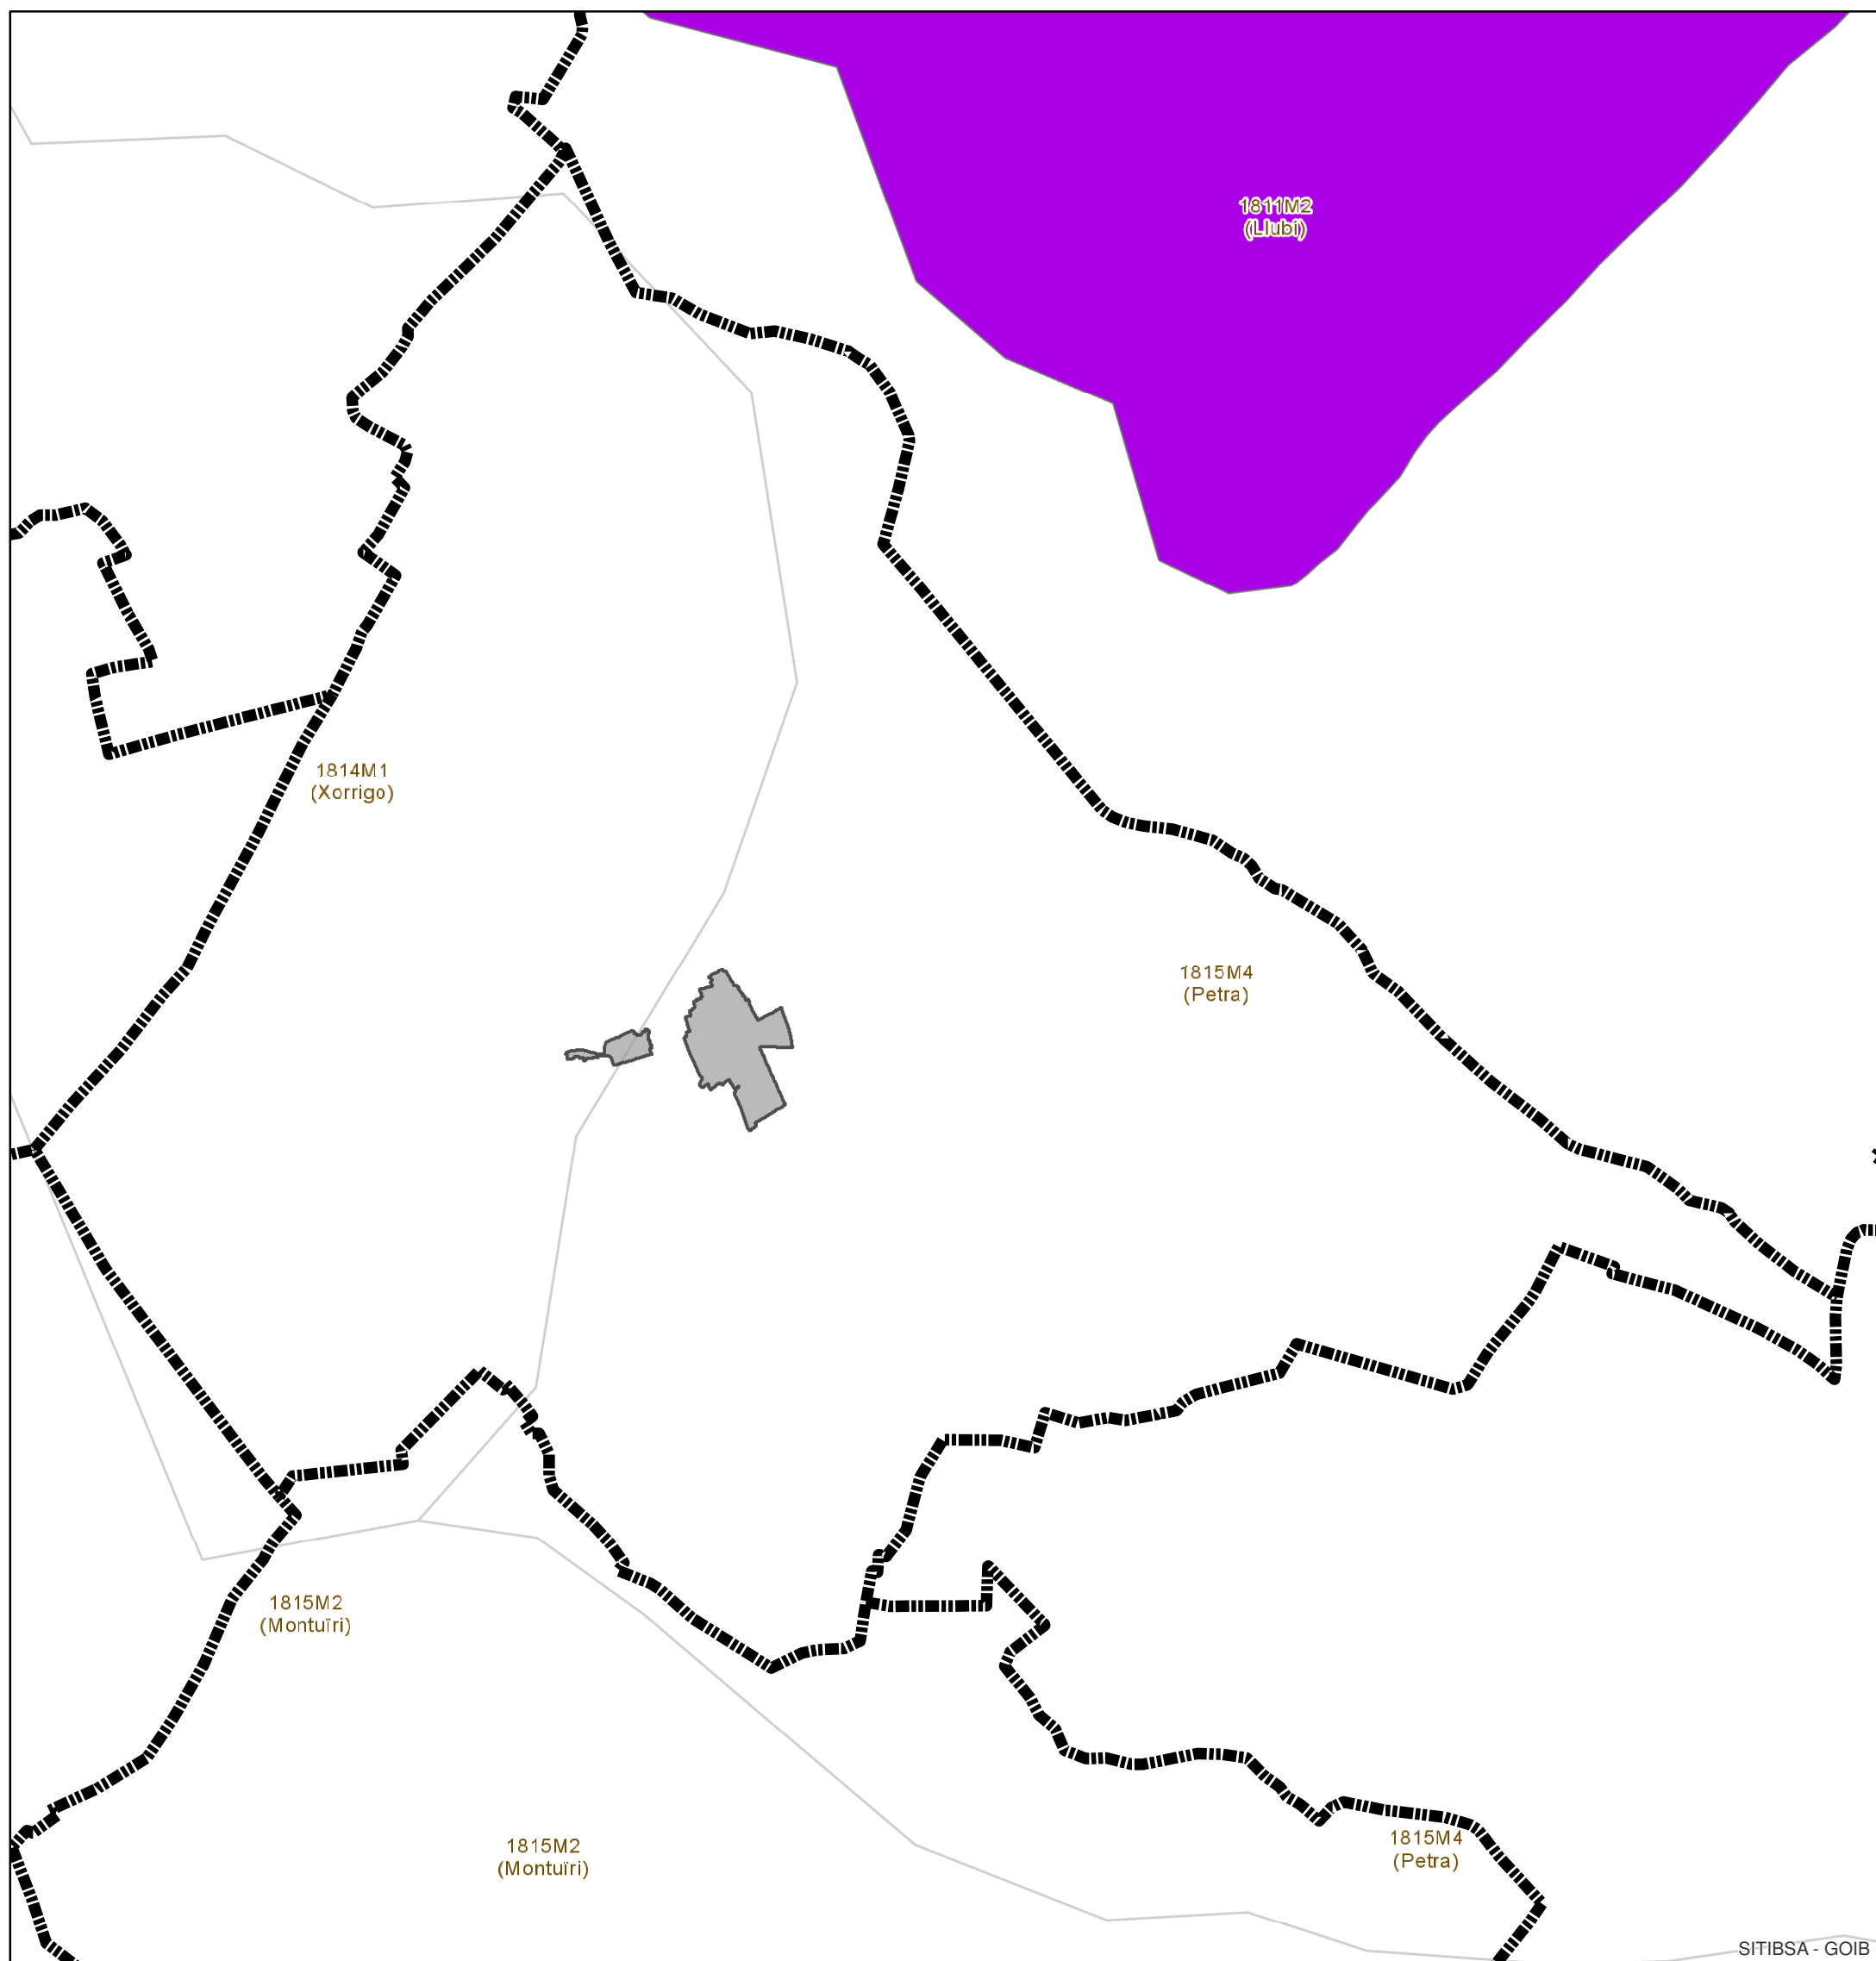 1811M2
(Llubí)
1814M1
(Xorrigo)
1815M4
(Petra)
1815M2
(Montuïri)
1815M2
(Montuïri)
1815M4
(Petra)
SITIBSA - GOIB